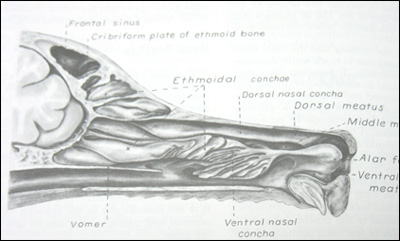 Frontal sinus
Cribriform plate of ethmoid bone
Ethmoidal conchae
Dorsal nasal concha
Dorsal meatus
Middle m
Alar f
Ventral
meat
Vomer
Ventral nasal
concha